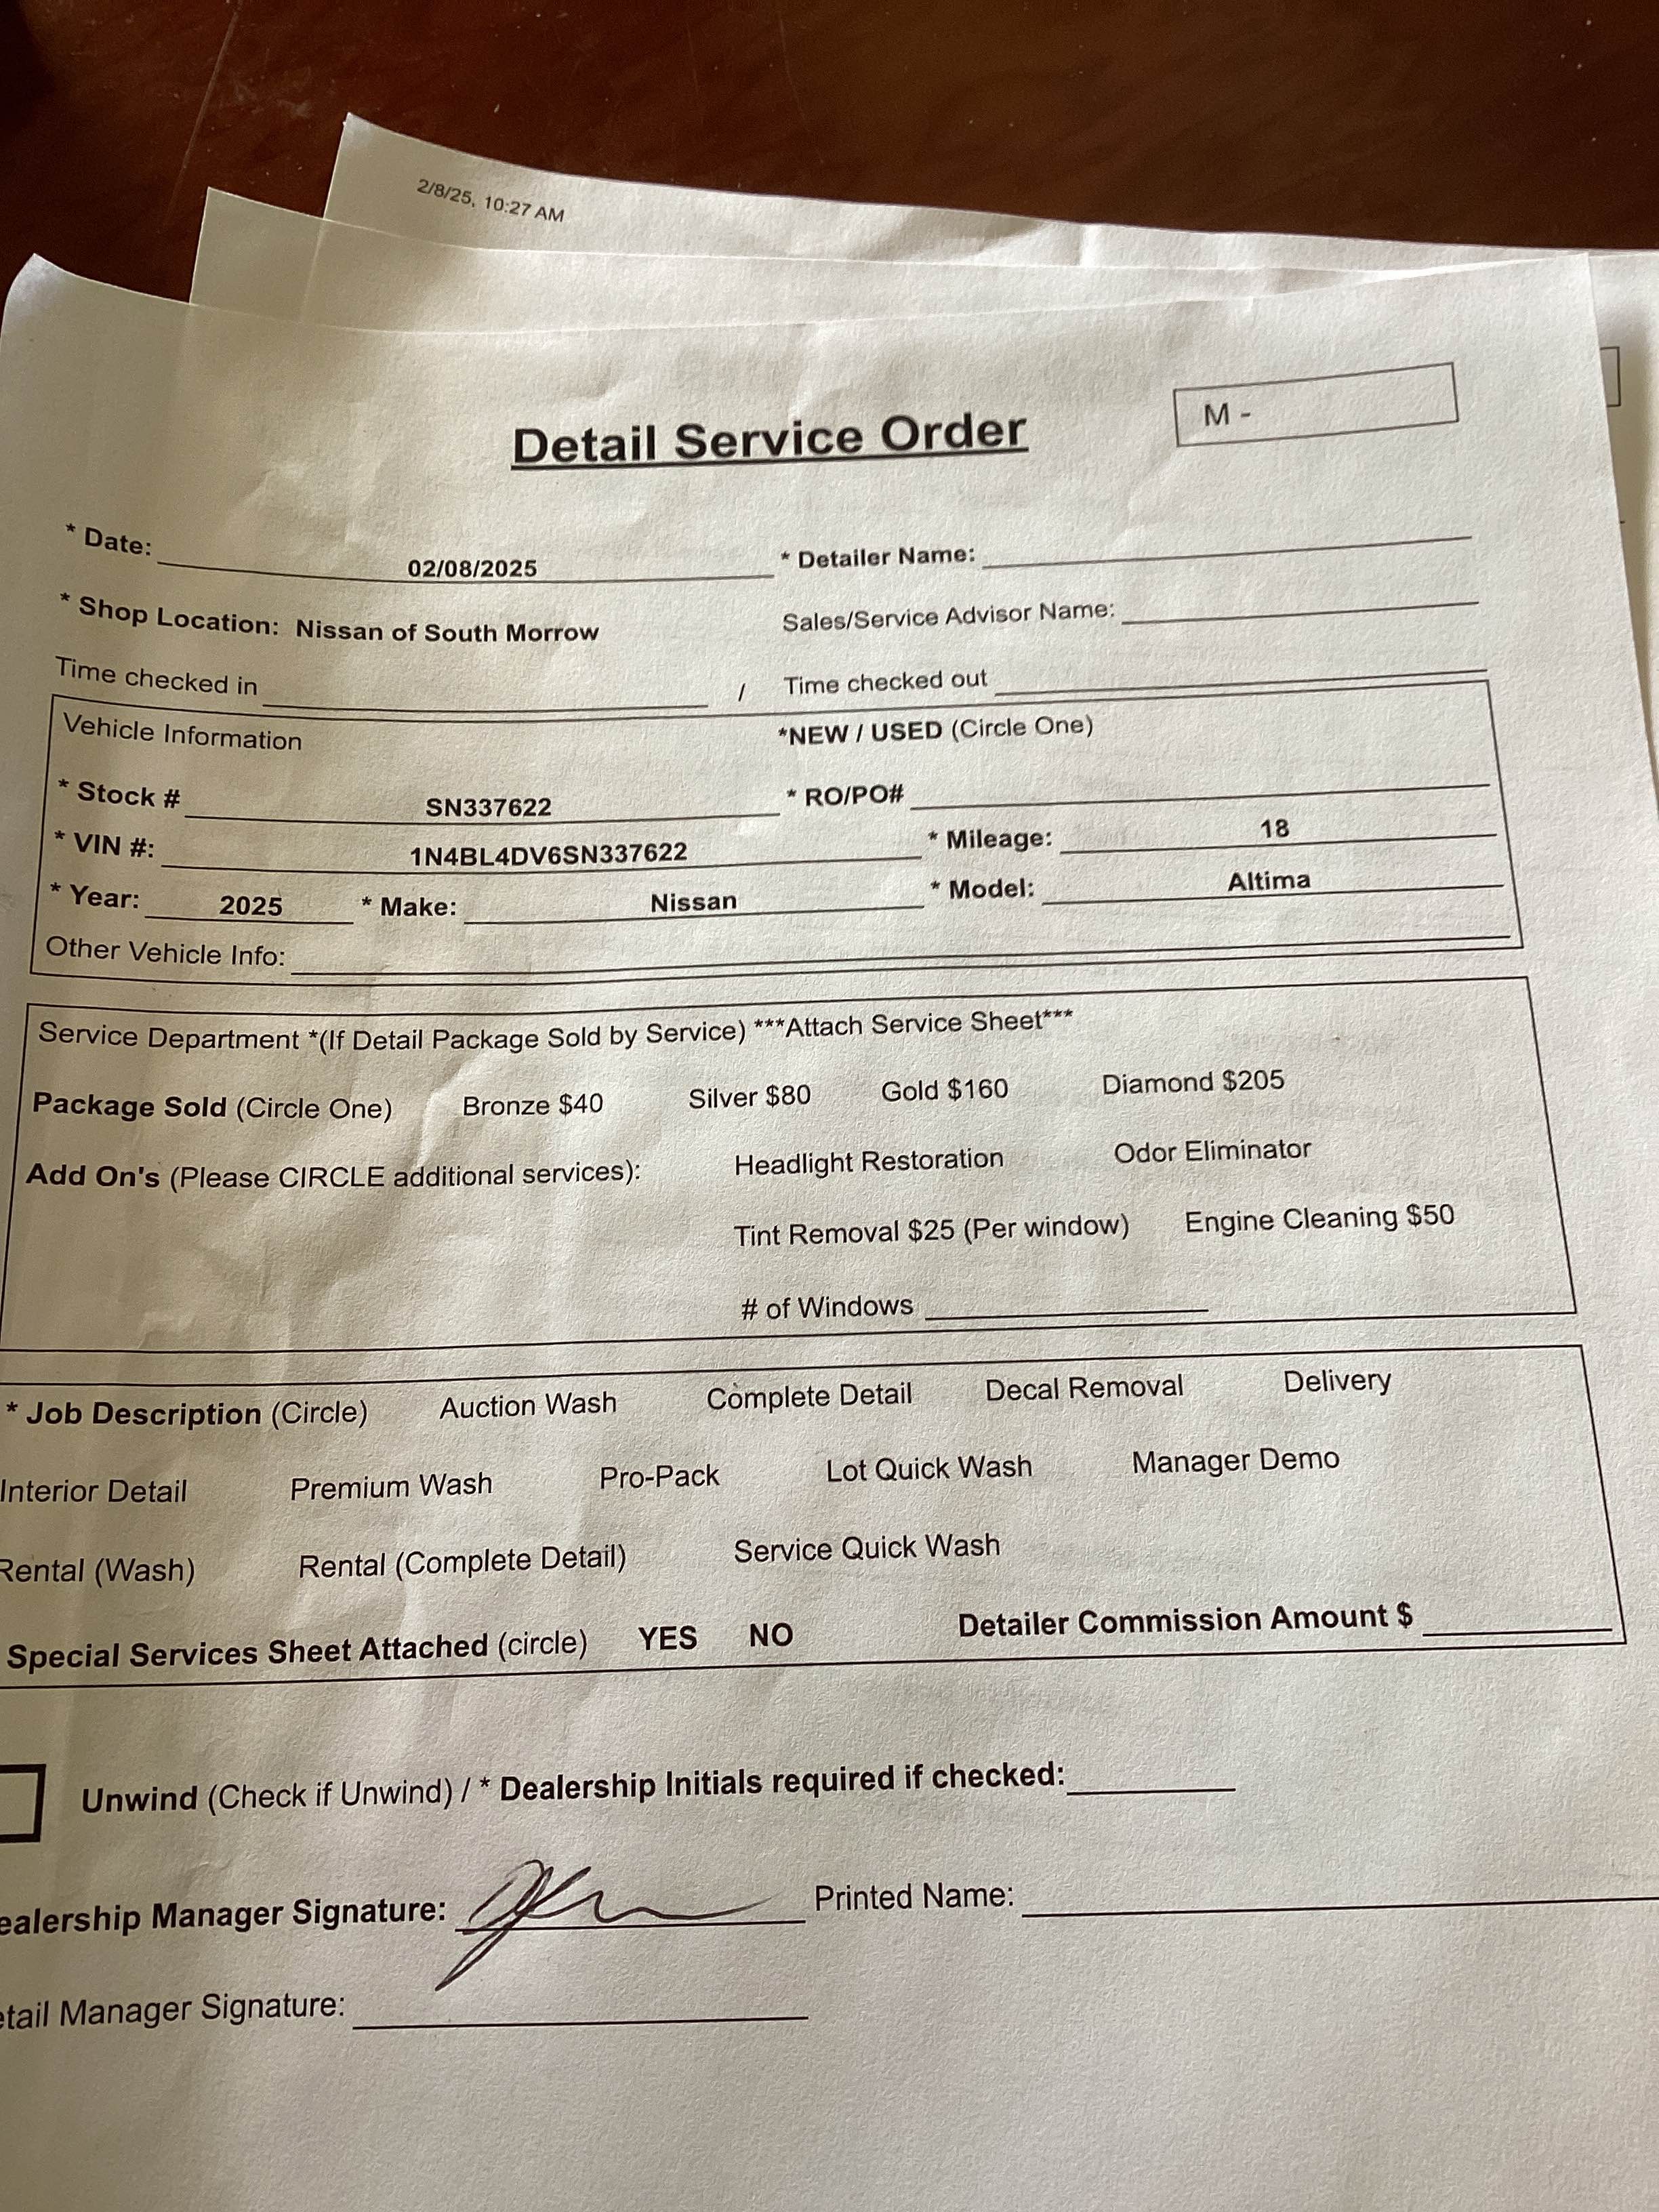 2/8/25, 10:27 AM
Detail Service Order
M -
* Date: 02/08/2025 * Detailer Name:
* Shop Location: Nissan of South Morrow Sales/Service Advisor Name:
Time checked in / Time checked out
Vehicle Information *NEW / USED (Circle One)
* Stock # SN337622 * RO/PO#
* VIN #: 1N4BL4DV6SN337622 * Mileage: 18
* Year: 2025 * Make: Nissan * Model: Altima
Other Vehicle Info:
Service Department *(If Detail Package Sold by Service) ***Attach Service Sheet***
Package Sold (Circle One) Bronze $40 Silver $80 Gold $160 Diamond $205
Add On's (Please CIRCLE additional services): Headlight Restoration Odor Eliminator
Tint Removal $25 (Per window) Engine Cleaning $50
# of Windows
* Job Description (Circle) Auction Wash Complete Detail Decal Removal Delivery
Interior Detail Premium Wash Pro-Pack Lot Quick Wash Manager Demo
Rental (Wash) Rental (Complete Detail) Service Quick Wash
Special Services Sheet Attached (circle) YES NO Detailer Commission Amount $
Unwind (Check if Unwind) / * Dealership Initials required if checked:
ealership Manager Signature: Printed Name:
etail Manager Signature: